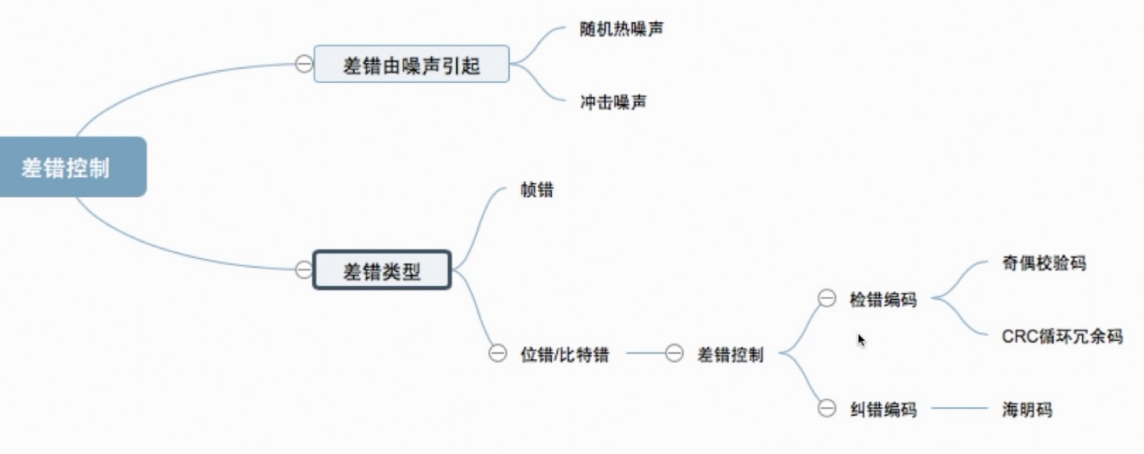 随机热噪声
差错由噪声引起
冲击噪声
差错控制
帧错
差错类型
奇偶校验码
检错编码
CRC循环冗余码
位错/比特错
差错控制
纠错编码
海明码